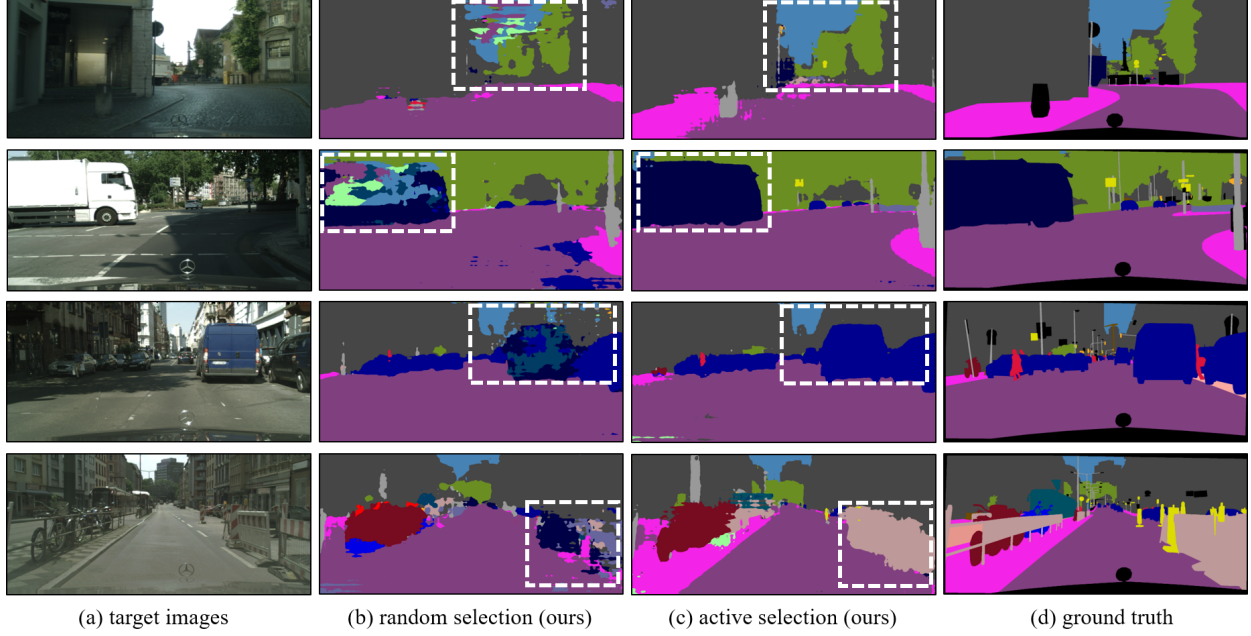 (a) target images
(b) random selection (ours)
(c) active selection (ours)
(d) ground truth